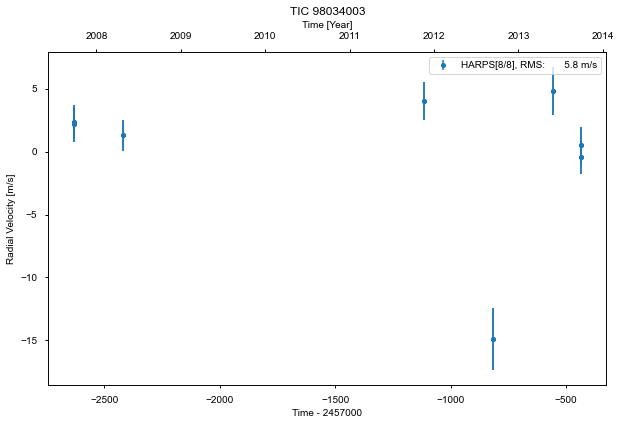 TIC 98034003
Time [Year]
2008 2009 2010 2011 2012 2013 2014
HARPS[8/8], RMS: 5.8 m/s
Radial Velocity [m/s]
5
0
−5
−10
−15
−2500 −2000 −1500 −1000 −500
Time - 2457000